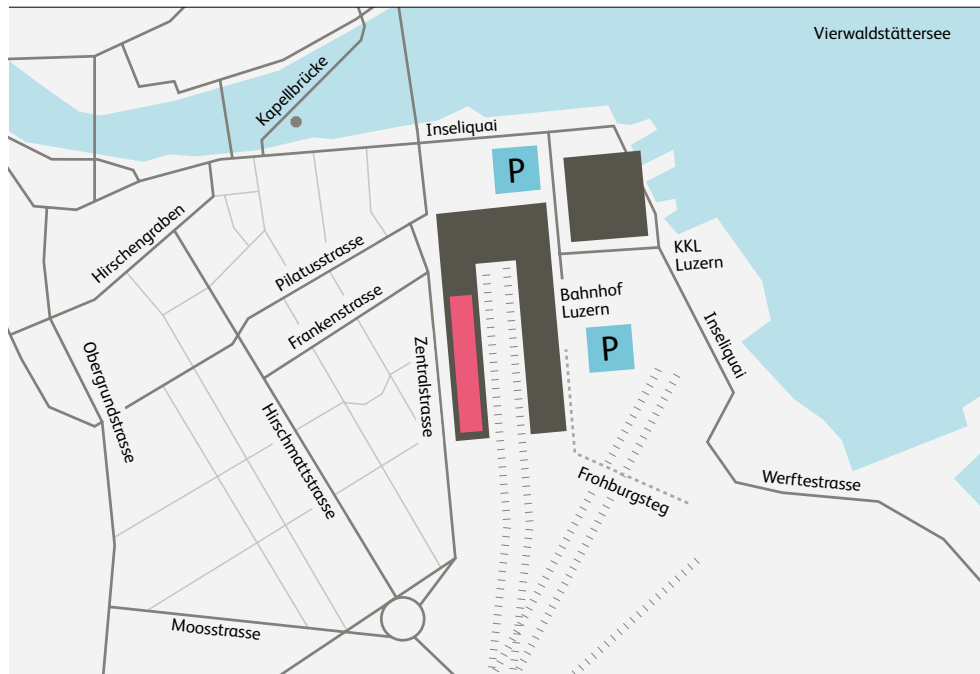 Vierwaldstättersee
Kapellbrücke
Inseliquai
P
Hirschengraben
Pilatusstrasse
KKL
Luzern
Frankenstrasse
Bahnhof
Luzern
Inseliquai
P
Obergrundstrasse
Zentralstrasse
Hirschmattstrasse
Frohburgsteg
Werftestrasse
Moosstrasse